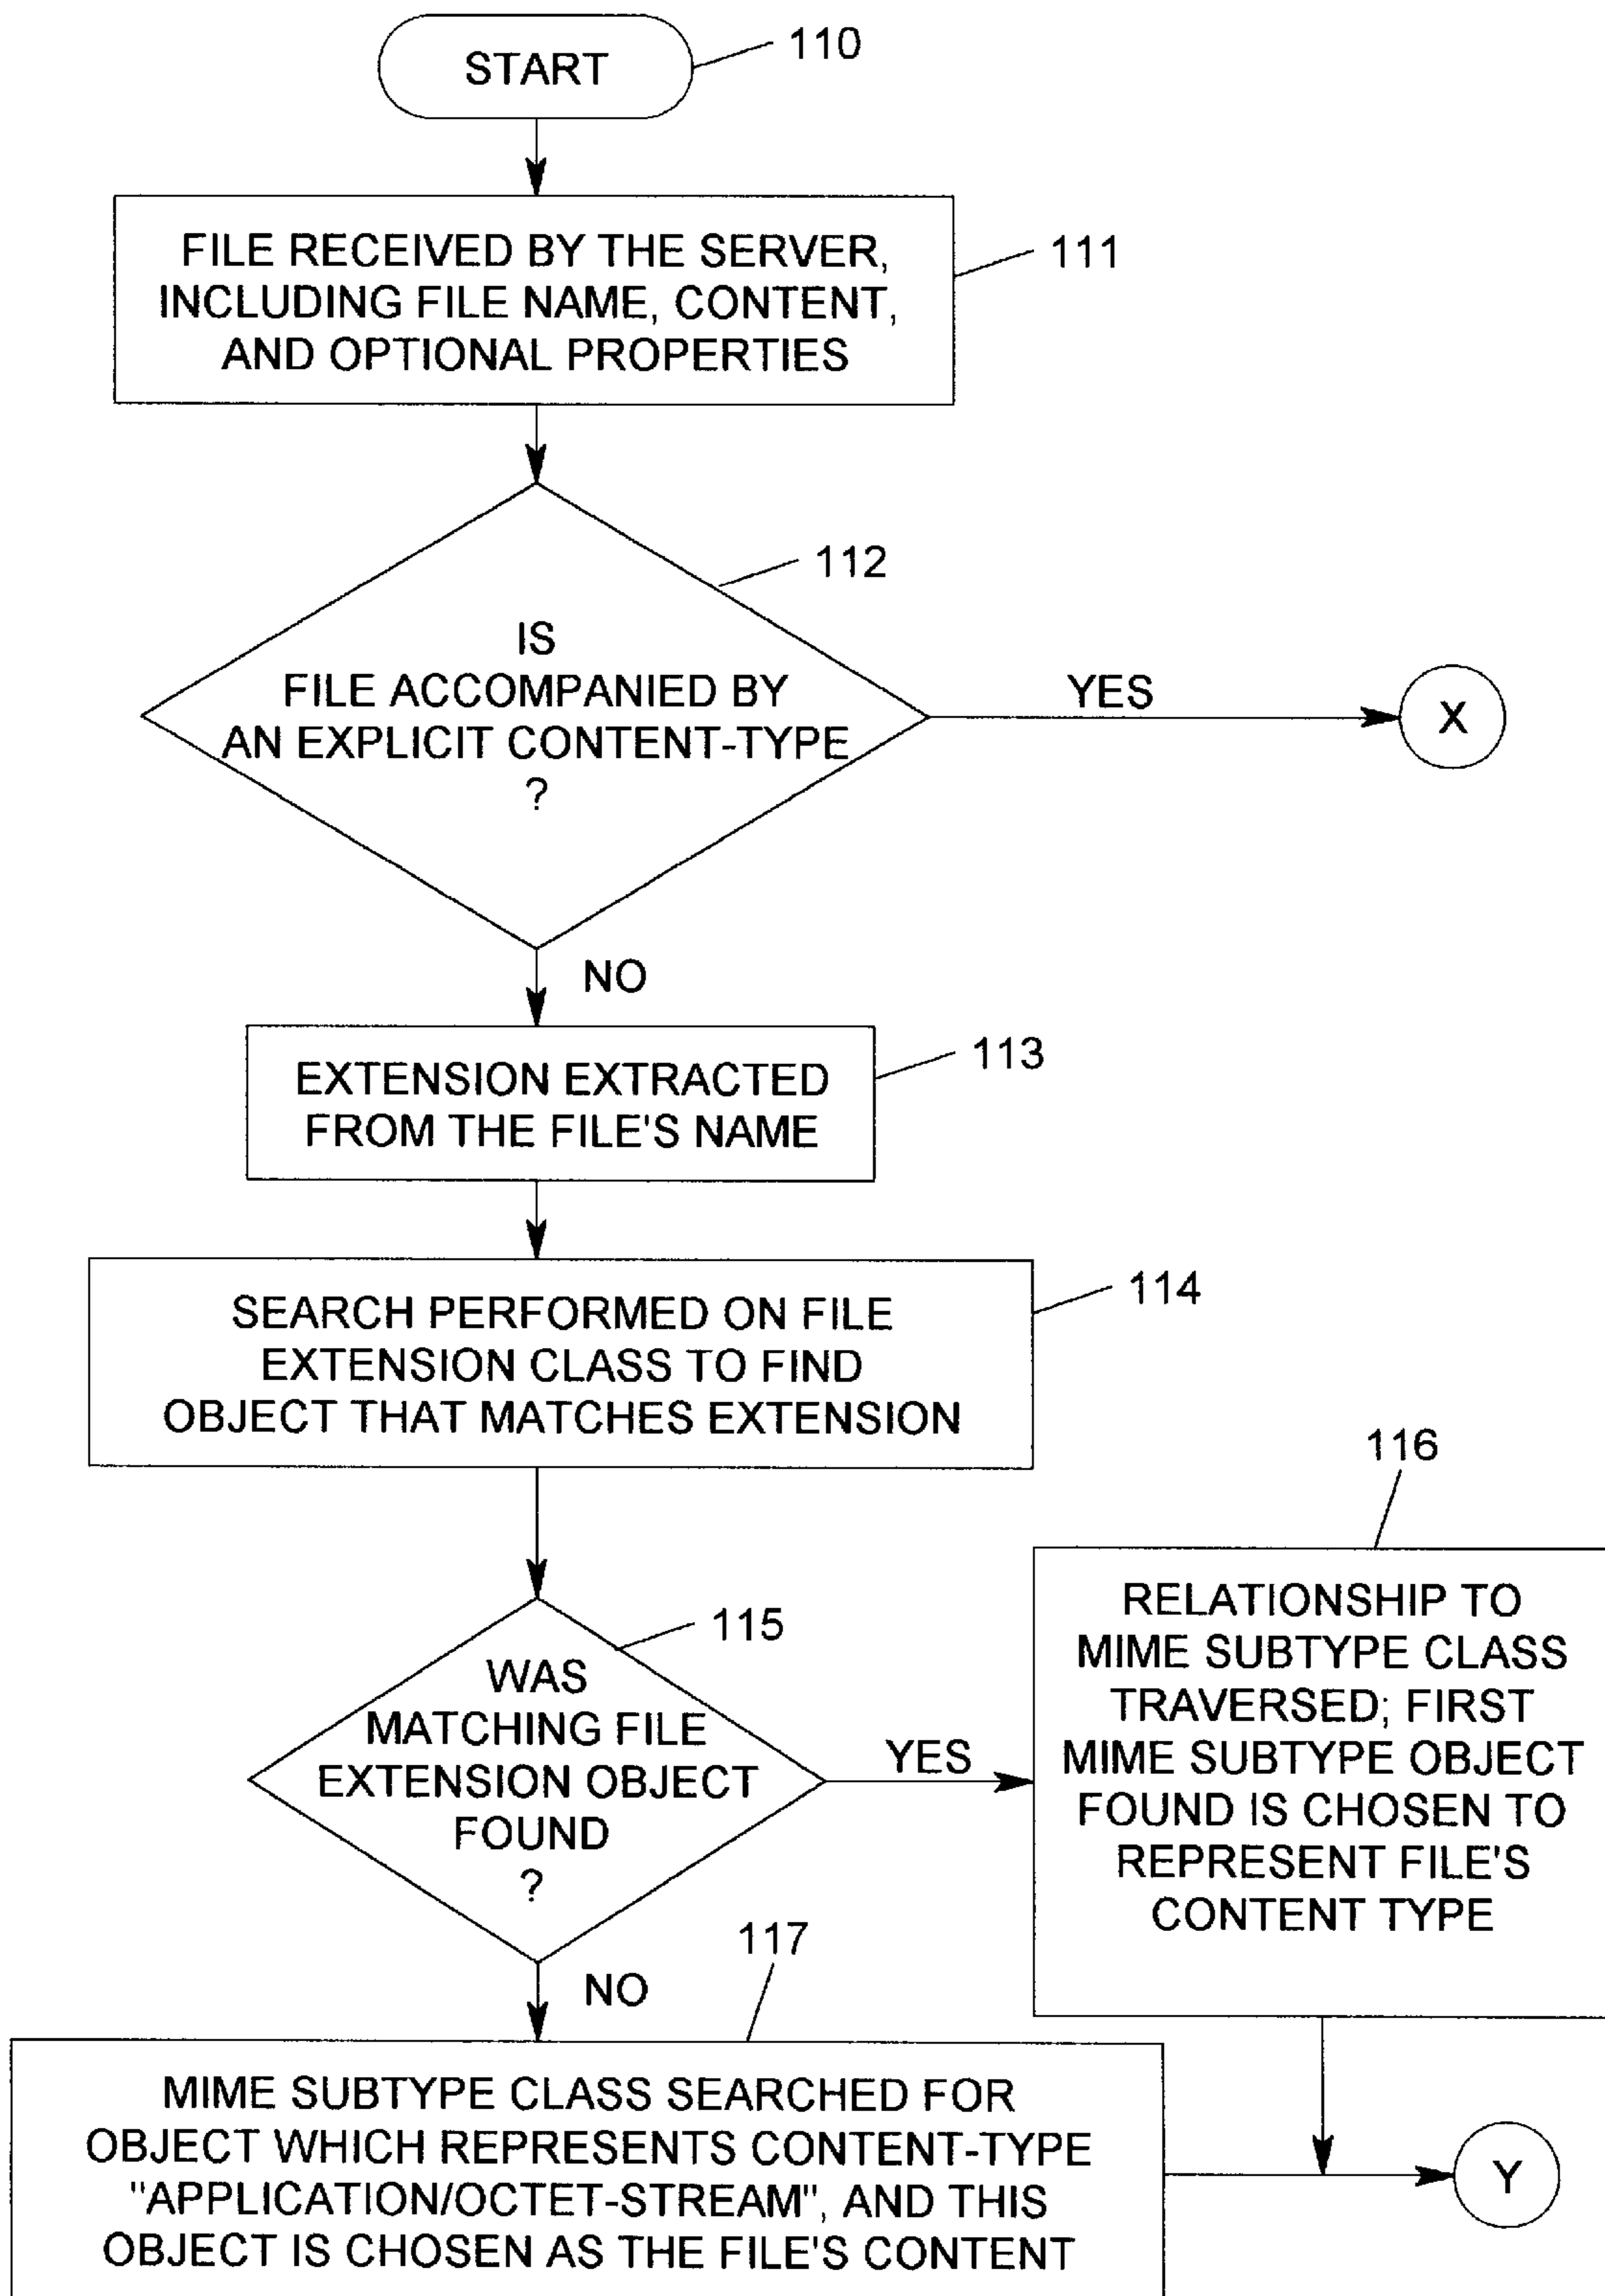 START
110
FILE RECEIVED BY THE SERVER,
INCLUDING FILE NAME, CONTENT,
AND OPTIONAL PROPERTIES
111
112
IS
FILE ACCOMPANIED BY
AN EXPLICIT CONTENT-TYPE
?
YES
X
NO
EXTENSION EXTRACTED
FROM THE FILE'S NAME
113
SEARCH PERFORMED ON FILE
EXTENSION CLASS TO FIND
OBJECT THAT MATCHES EXTENSION
114
115
WAS
MATCHING FILE
EXTENSION OBJECT
FOUND
?
YES
116
RELATIONSHIP TO
MIME SUBTYPE CLASS
TRAVERSED; FIRST
MIME SUBTYPE OBJECT
FOUND IS CHOSEN TO
REPRESENT FILE'S
CONTENT TYPE
NO
117
MIME SUBTYPE CLASS SEARCHED FOR
OBJECT WHICH REPRESENTS CONTENT-TYPE
"APPLICATION/OCTET-STREAM", AND THIS
OBJECT IS CHOSEN AS THE FILE'S CONTENT
Y